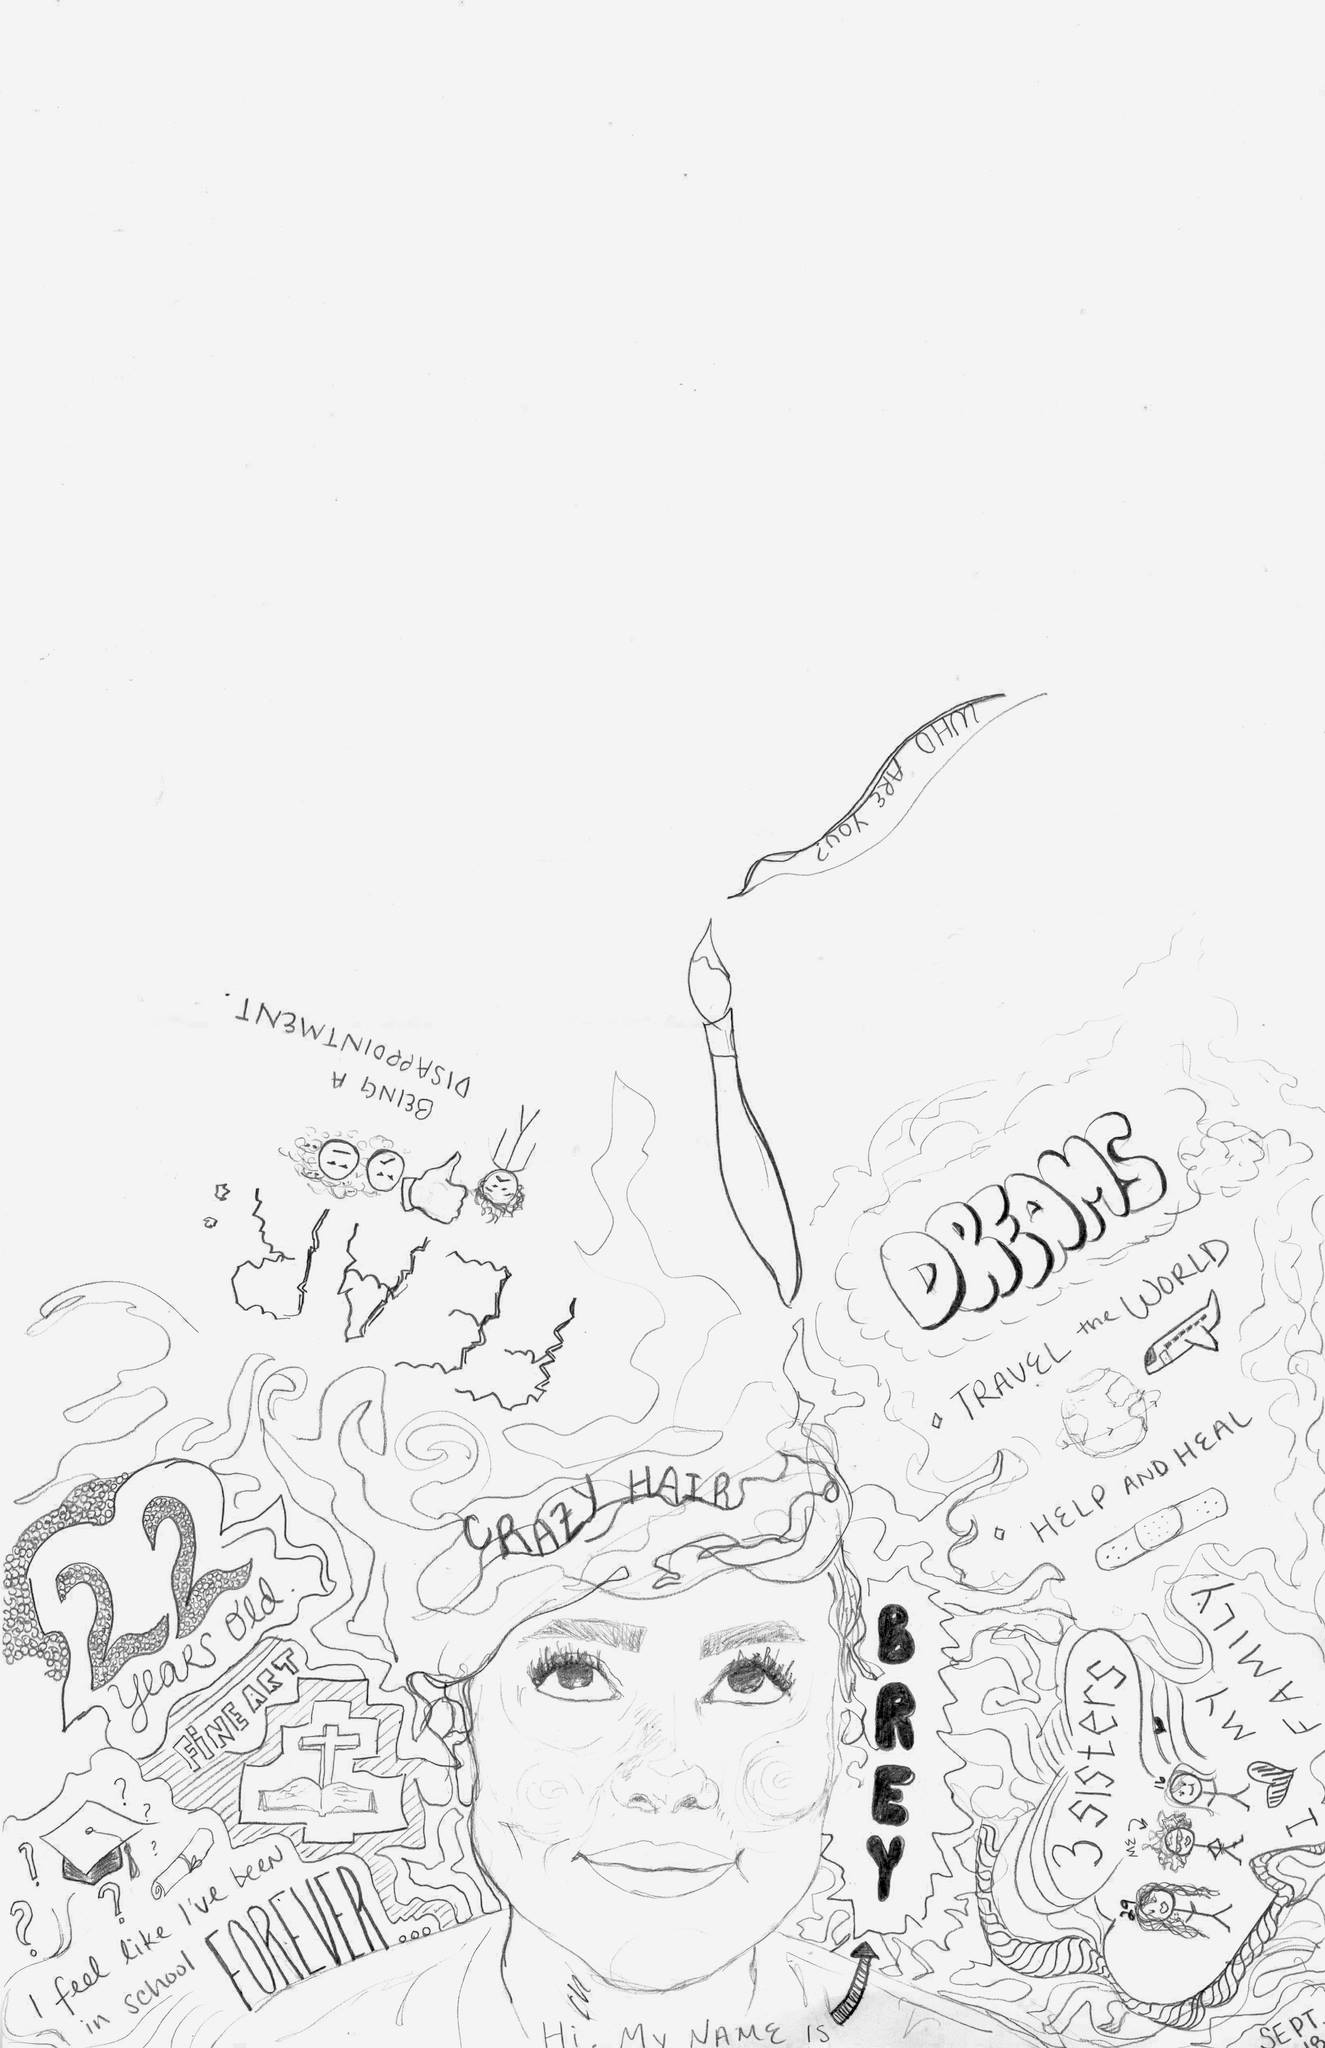 WHO ARE YOU?
FEAR:
BEING A
DISAPPOINTMENT.
DREAMS
TRAVEL the WORLD
HELP AND HEAL
CRAZY HAIR
22
years old.
FINE ART
I feel like I've been
in school FOREVER...
BREY
Hi. MY NAME IS
3 SISTERS
ME
I
MY
FAMILY
SEPT.